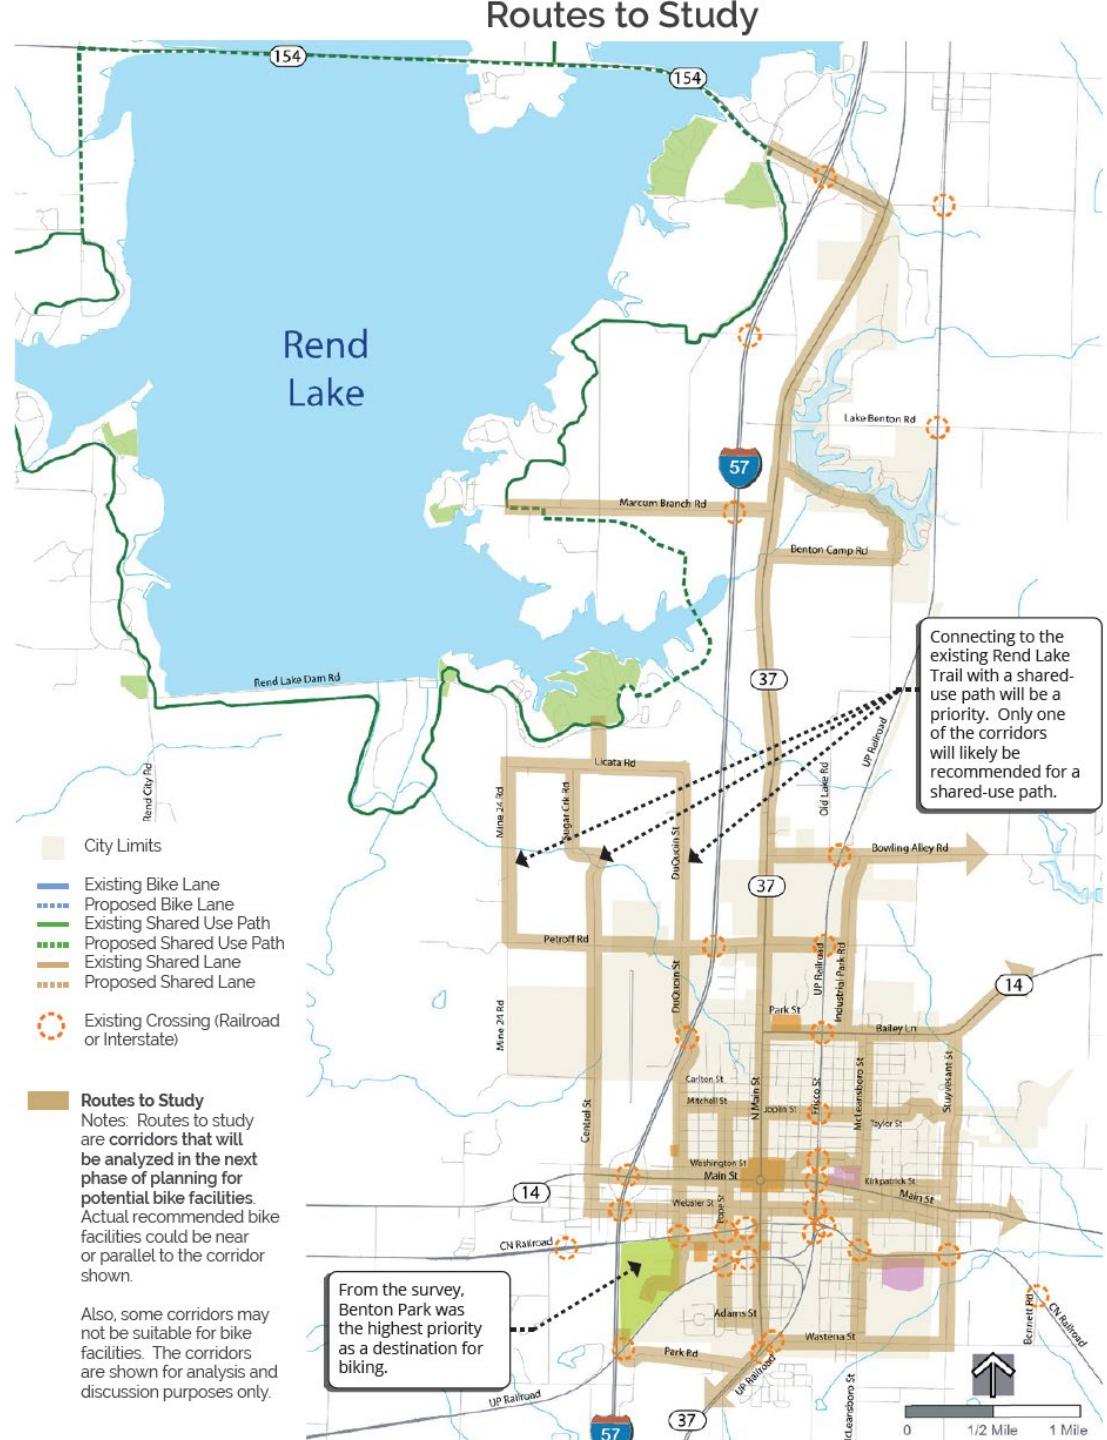 Routes to Study
154
154
Rend
Lake
Lake Benton Rd
57
Marcum Branch Rd
Benton Camp Rd
Connecting to the
existing Rend Lake
Trail with a shared-
use path will be a
priority. Only one
of the corridors
will likely be
recommended for a
shared-use path.
Rend Lake Dam Rd
37
UP Railroad
Old Lake Rd
Licata Rd
Rend City Rd
Mine 24 Rd
Sugar Crk Rd
DuQuoin St
Bowling Alley Rd
37
City Limits
Existing Bike Lane
Proposed Bike Lane
Existing Shared Use Path
Proposed Shared Use Path
Existing Shared Lane
Proposed Shared Lane
Existing Crossing (Railroad
or Interstate)
Petroff Rd
UP Railroad
Industrial Park Rd
DuQuoin St
Mine 24 Rd
14
Park St
Bailey Ln
Routes to Study
Notes: Routes to study
are corridors that will
be analyzed in the next
phase of planning for
potential bike facilities.
Actual recommended bike
facilities could be near
or parallel to the corridor
shown.
Also, some corridors may
not be suitable for bike
facilities. The corridors
are shown for analysis and
discussion purposes only.
Carlton St
Mitchell St
N Main St
Joplin St
Frisco St
McLeansboro St
Taylor St
Stuyvesant St
Central St
Washington St
Main St
Kirkpatrick St
Main St
14
Webster St
Pope St
CN Railroad
From the survey,
Benton Park was
the highest priority
as a destination for
biking.
Adams St
Wastena St
Bennett Rd
CN Railroad
Park Rd
UP Railroad
UP Railroad
McLeansboro St
37
57
0 1/2 Mile 1 Mile